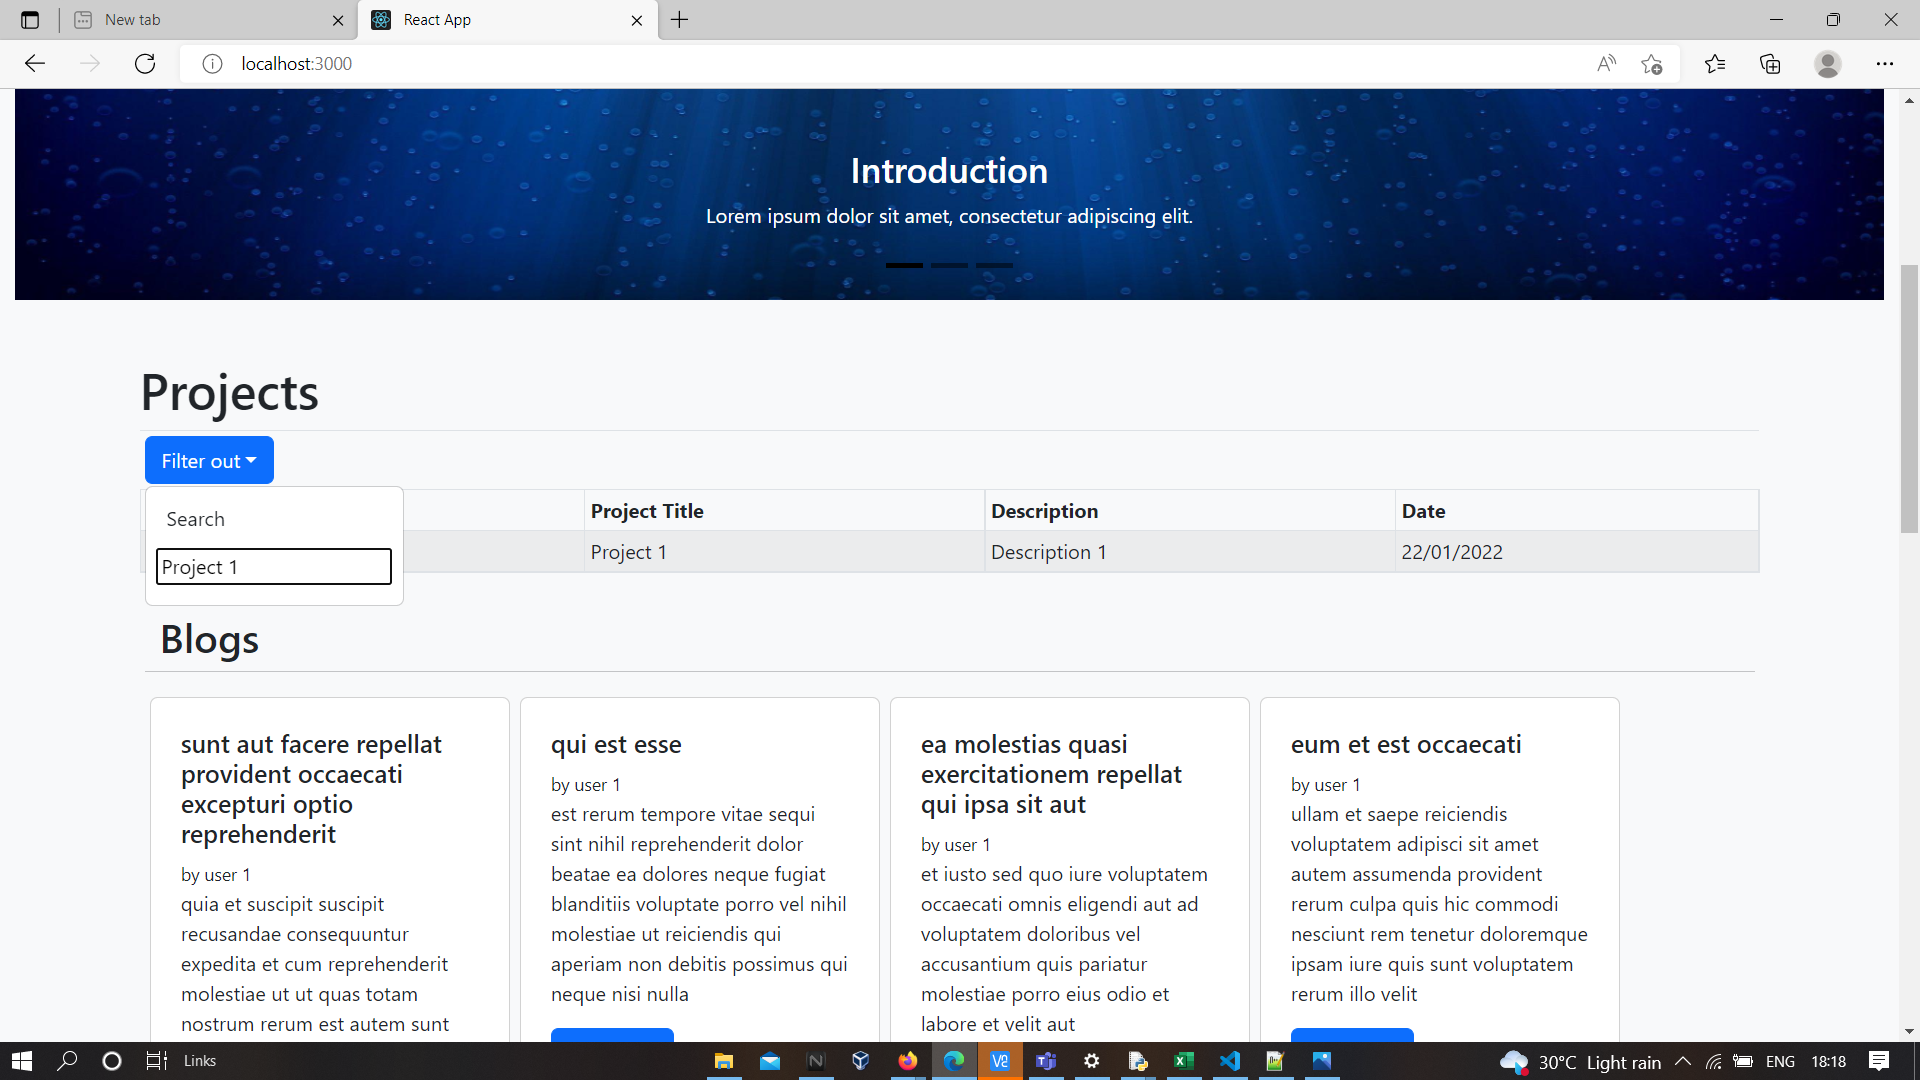 New tab
React App
localhost:3000
Introduction
Lorem ipsum dolor sit amet, consectetur adipiscing elit.
Projects
Filter out
Search
Project 1
Project Title Description Date
Project 1 Description 1 22/01/2022
Blogs
sunt aut facere repellat
provident occaecati
excepturi optio
reprehenderit
by user 1
quia et suscipit suscipit
recusandae consequuntur
expedita et cum reprehenderit
molestiae ut ut quas totam
nostrum rerum est autem sunt
qui est esse
by user 1
est rerum tempore vitae sequi
sint nihil reprehenderit dolor
beatae ea dolores neque fugiat
blanditiis voluptate porro vel nihil
molestiae ut reiciendis qui
aperiam non debitis possimus qui
neque nisi nulla
ea molestias quasi
exercitationem repellat
qui ipsa sit aut
by user 1
et iusto sed quo iure voluptatem
occaecati omnis eligendi aut ad
voluptatem doloribus vel
accusantium quis pariatur
molestiae porro eius odio et
labore et velit aut
eum et est occaecati
by user 1
ullam et saepe reiciendis
voluptatem adipisci sit amet
autem assumenda provident
rerum culpa quis hic commodi
nesciunt rem tenetur doloremque
ipsam iure quis sunt voluptatem
rerum illo velit
Links
30°C Light rain
ENG
18:18